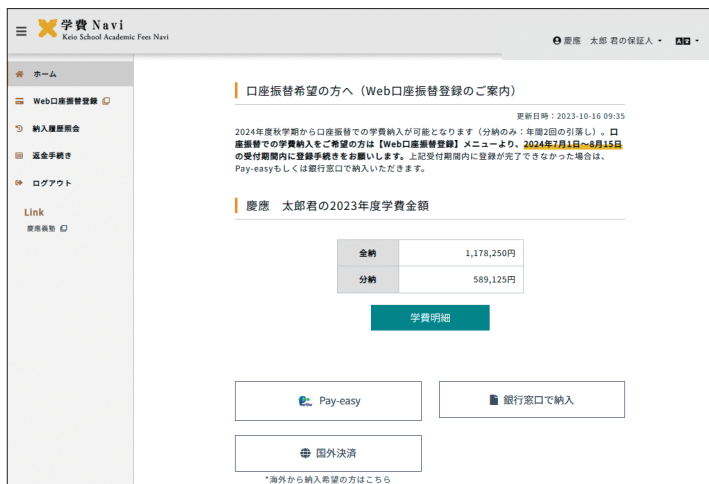 学費 Navi
Keio School Academic Fees Navi
慶應 太郎 君の保証人
ホーム
Web口座振替登録
納入履歴照会
返金手続き
ログアウト
Link
慶應義塾
口座振替希望の方へ（Web口座振替登録のご案内）
更新日時：2023-10-16 09:35
2024年度秋学期から口座振替での学費納入が可能となります（分納のみ：年間2回の引落し）。口
座振替での学費納入をご希望の方は【Web口座振替登録】メニューより、2024年7月1日～8月15日
の受付期間内に登録手続きをお願いします。上記受付期間内に登録が完了できなかった場合は、
Pay-easyもしくは銀行窓口で納入いただきます。
慶應 太郎君の2023年度学費金額
全納 1,178,250円
分納 589,125円
学費明細
Pay-easy
銀行窓口で納入
国外決済
*海外から納入希望の方はこちら